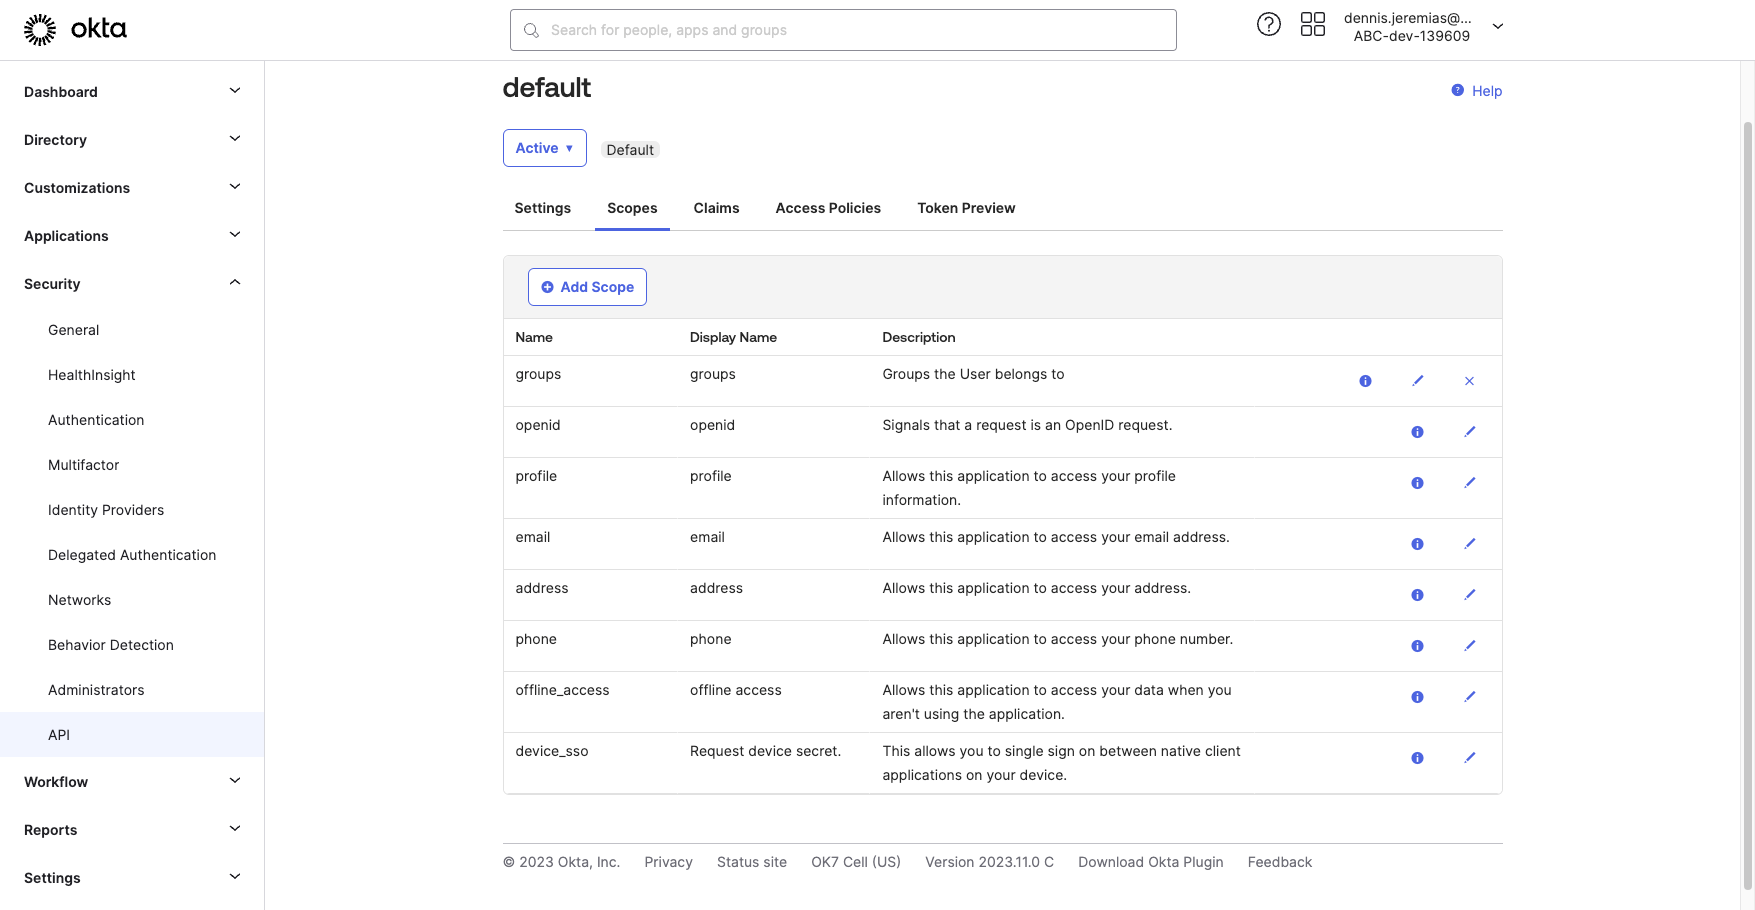 okta
Search for people, apps and groups
dennis.jeremias@...
ABC-dev-139609
Dashboard
Directory
Customizations
Applications
Security
General
HealthInsight
Authentication
Multifactor
Identity Providers
Delegated Authentication
Networks
Behavior Detection
Administrators
API
Workflow
Reports
Settings
default
Help
Active ▼ Default
Settings Scopes Claims Access Policies Token Preview
Add Scope
Name Display Name Description
groups groups Groups the User belongs to
openid openid Signals that a request is an OpenID request.
profile profile Allows this application to access your profile
information.
email email Allows this application to access your email address.
address address Allows this application to access your address.
phone phone Allows this application to access your phone number.
offline_access offline access Allows this application to access your data when you
aren't using the application.
device_sso Request device secret. This allows you to single sign on between native client
applications on your device.
© 2023 Okta, Inc. Privacy Status site OK7 Cell (US) Version 2023.11.0 C Download Okta Plugin Feedback